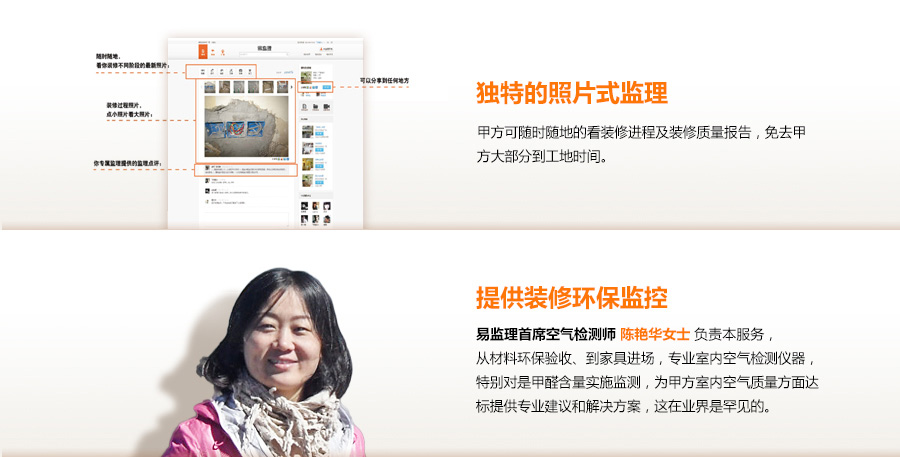 随时随地，
看你装修不同阶段的最新照片；
装修过程照片，
点小照片看大照片；
你专属监理提供的监理点评；
易监理
可以分享到任何地方
独特的照片式监理
甲方可随时随地的看装修进程及装修质量报告，免去甲
方大部分到工地时间。
提供装修环保监控
易监理首席空气检测师 陈艳华女士 负责本服务，
从材料环保验收、到家具进场，专业室内空气检测仪器，
特别对是甲醛含量实施监测，为甲方室内空气质量方面达
标提供专业建议和解决方案，这在业界是罕见的。